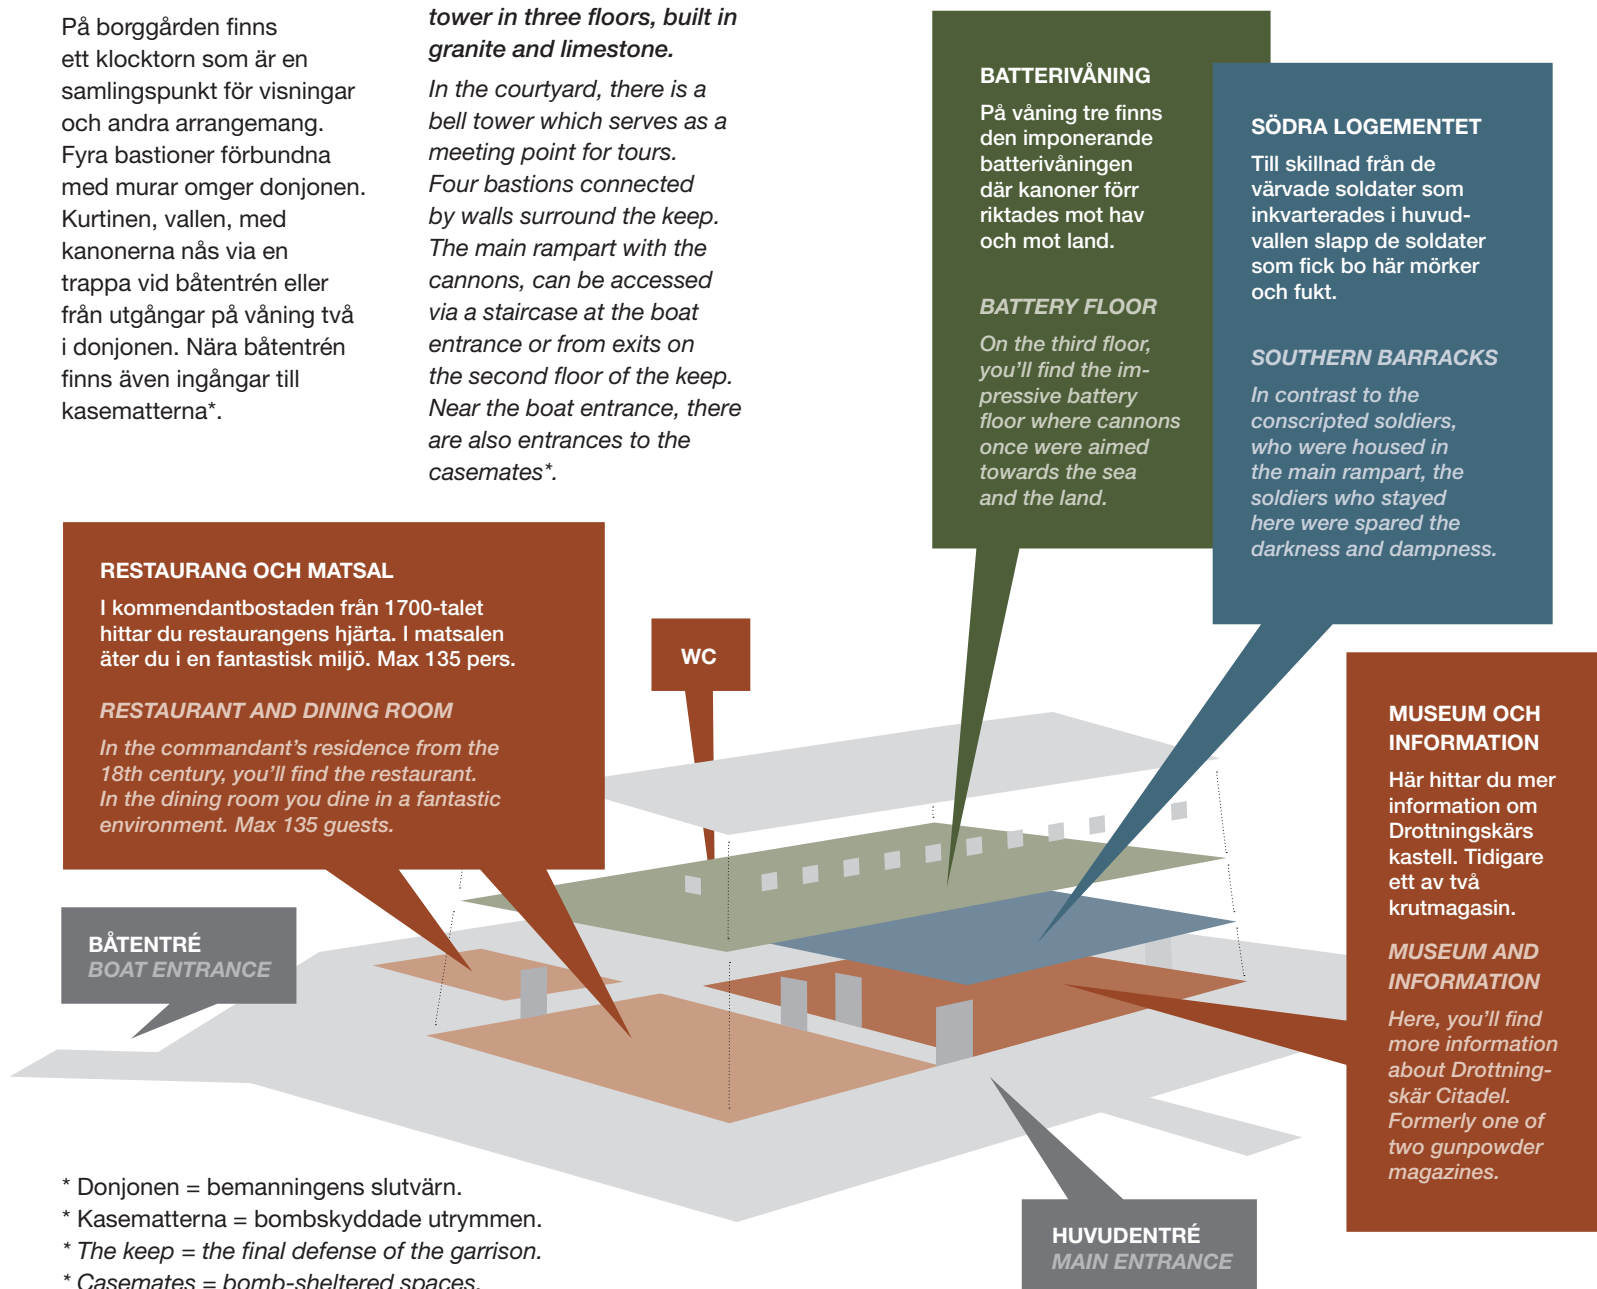 På borggården finns
ett klocktorn som är en
samlingspunkt för visningar
och andra arrangemang.
Fyra bastioner förbundna
med murar omger donjonen.
Kurtinen, vallen, med
kanonerna nås via en
trappa vid båtentrén eller
från utgångar på våning två
i donjonen. Nära båtentrén
finns även ingångar till
kasematterna*.
tower in three floors, built in
granite and limestone.
In the courtyard, there is a
bell tower which serves as a
meeting point for tours.
Four bastions connected
by walls surround the keep.
The main rampart with the
cannons, can be accessed
via a staircase at the boat
entrance or from exits on
the second floor of the keep.
Near the boat entrance, there
are also entrances to the
casemates*.
BATTERIVÅNING
På våning tre finns
den imponerande
batterivåningen
där kanoner förr
riktades mot hav
och mot land.
BATTERY FLOOR
On the third floor,
you'll find the im-
pressive battery
floor where cannons
once were aimed
towards the sea
and the land.
SÖDRA LOGEMENTET
Till skillnad från de
värvade soldater som
inkvarterades i huvud-
vallen slapp de soldater
som fick bo här mörker
och fukt.
SOUTHERN BARRACKS
In contrast to the
conscripted soldiers,
who were housed in
the main rampart, the
soldiers who stayed
here were spared the
darkness and dampness.
RESTAURANG OCH MATSAL
I kommendantbostaden från 1700-talet
hittar du restaurangens hjärta. I matsalen
äter du i en fantastisk miljö. Max 135 pers.
RESTAURANT AND DINING ROOM
In the commandant's residence from the
18th century, you'll find the restaurant.
In the dining room you dine in a fantastic
environment. Max 135 guests.
WC
MUSEUM OCH
INFORMATION
Här hittar du mer
information om
Drottningskärs
kastell. Tidigare
ett av två
krutmagasin.
MUSEUM AND
INFORMATION
Here, you'll find
more information
about Drottning-
skär Citadel.
Formerly one of
two gunpowder
magazines.
BÅTENTRÉ
BOAT ENTRANCE
HUVUDENTRÉ
MAIN ENTRANCE
* Donjonen = bemanningens slutvärn.
* Kasematterna = bombskyddade utrymmen.
* The keep = the final defense of the garrison.
* Casemates = bomb-sheltered spaces.